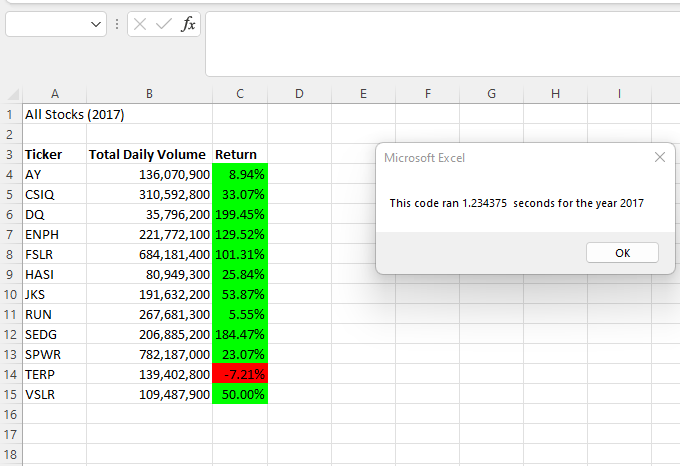 fx
A B C D E F G H I
1 All Stocks (2017)
2
3 Ticker Total Daily Volume Return
4 AY 136,070,900 8.94%
5 CSIQ 310,592,800 33.07%
6 DQ 35,796,200 199.45%
7 ENPH 221,772,100 129.52%
8 FSLR 684,181,400 101.31%
9 HASI 80,949,300 25.84%
10 JKS 191,632,200 53.87%
11 RUN 267,681,300 5.55%
12 SEDG 206,885,200 184.47%
13 SPWR 782,187,000 23.07%
14 TERP 139,402,800 -7.21%
15 VSLR 109,487,900 50.00%
16
17
18
Microsoft Excel
This code ran 1.234375  seconds for the year 2017
OK